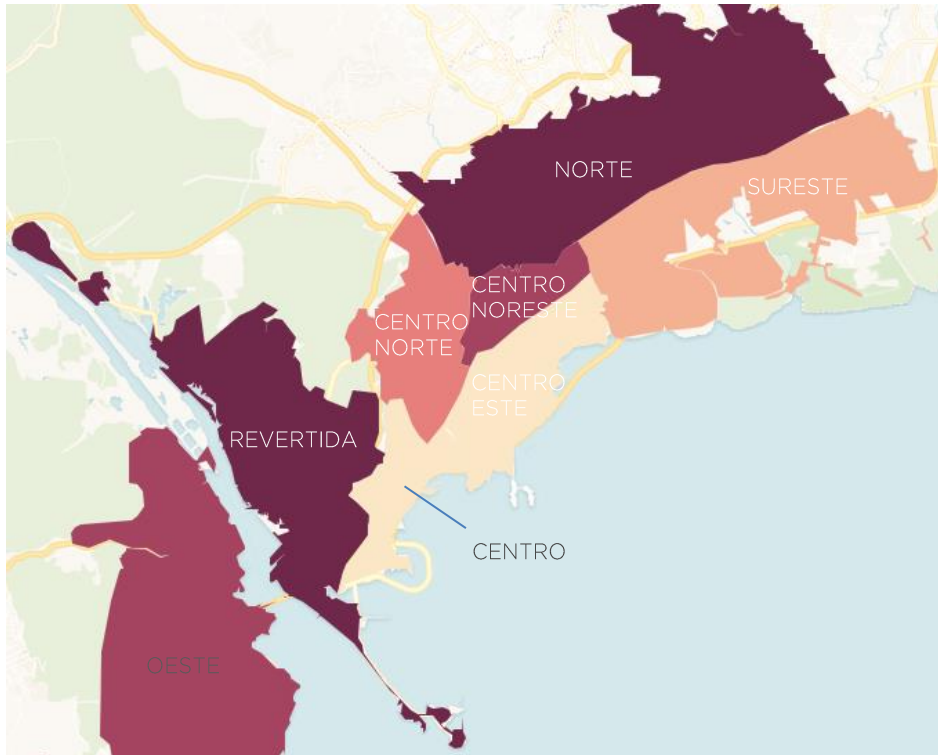 NORTE
SURESTE
CENTRO
NORESTE
CENTRO
NORTE
CENTRO
ESTE
REVERTIDA
CENTRO
OESTE